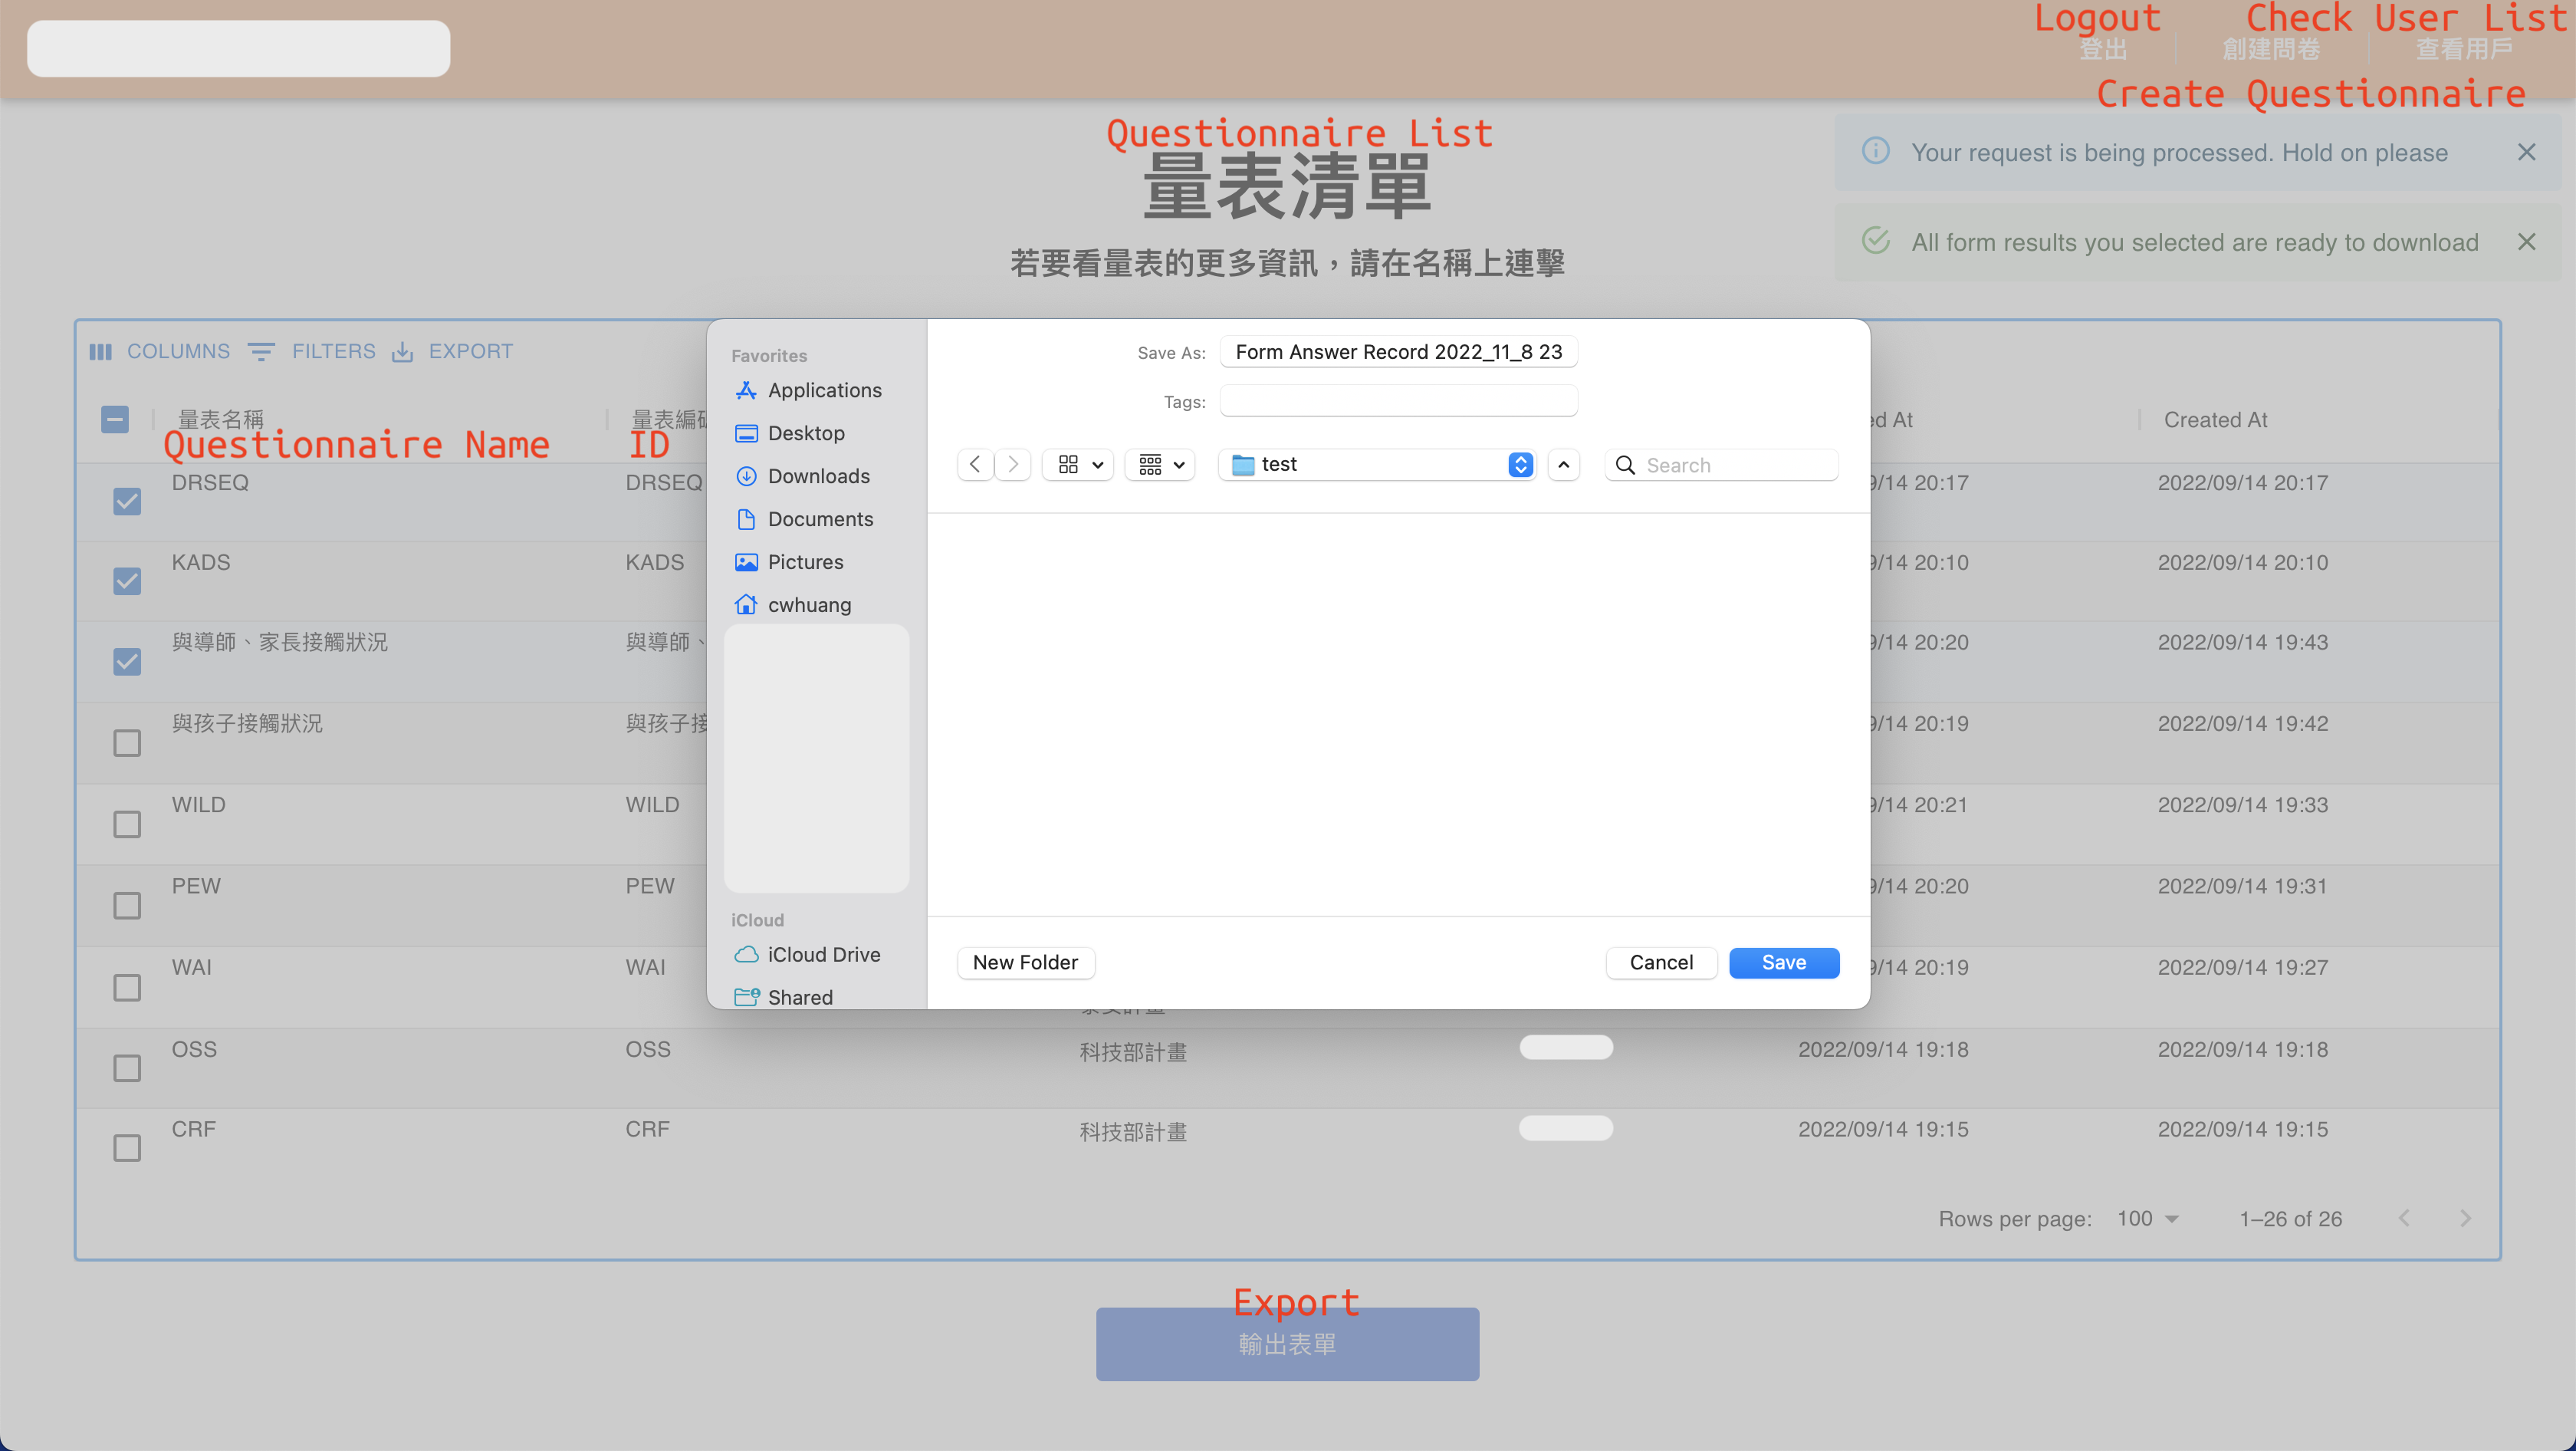 Logout Check User List
登出 創建問卷 查看用戶
Create Questionnaire
Questionnaire List
量表清單
若要看量表的更多資訊，請在名稱上連擊
Your request is being processed. Hold on please
All form results you selected are ready to download
COLUMNS FILTERS EXPORT
量表名稱 量表編
Questionnaire Name ID
ed At Created At
DRSEQ DRSEQ 9/14 20:17 2022/09/14 20:17
KADS KADS 9/14 20:10 2022/09/14 20:10
與導師、家長接觸狀況 與導師、 9/14 20:20 2022/09/14 19:43
與孩子接觸狀況 與孩子接 9/14 20:19 2022/09/14 19:42
WILD WILD 9/14 20:21 2022/09/14 19:33
PEW PEW 9/14 20:20 2022/09/14 19:31
WAI WAI 9/14 20:19 2022/09/14 19:27
OSS OSS 科技部計畫 2022/09/14 19:18 2022/09/14 19:18
CRF CRF 科技部計畫 2022/09/14 19:15 2022/09/14 19:15
Favorites
Applications
Desktop
Downloads
Documents
Pictures
cwhuang
iCloud
iCloud Drive
Shared
Save As: Form Answer Record 2022_11_8 23
Tags:
test
Search
New Folder Cancel Save
Rows per page: 100 1–26 of 26
Export
輸出表單